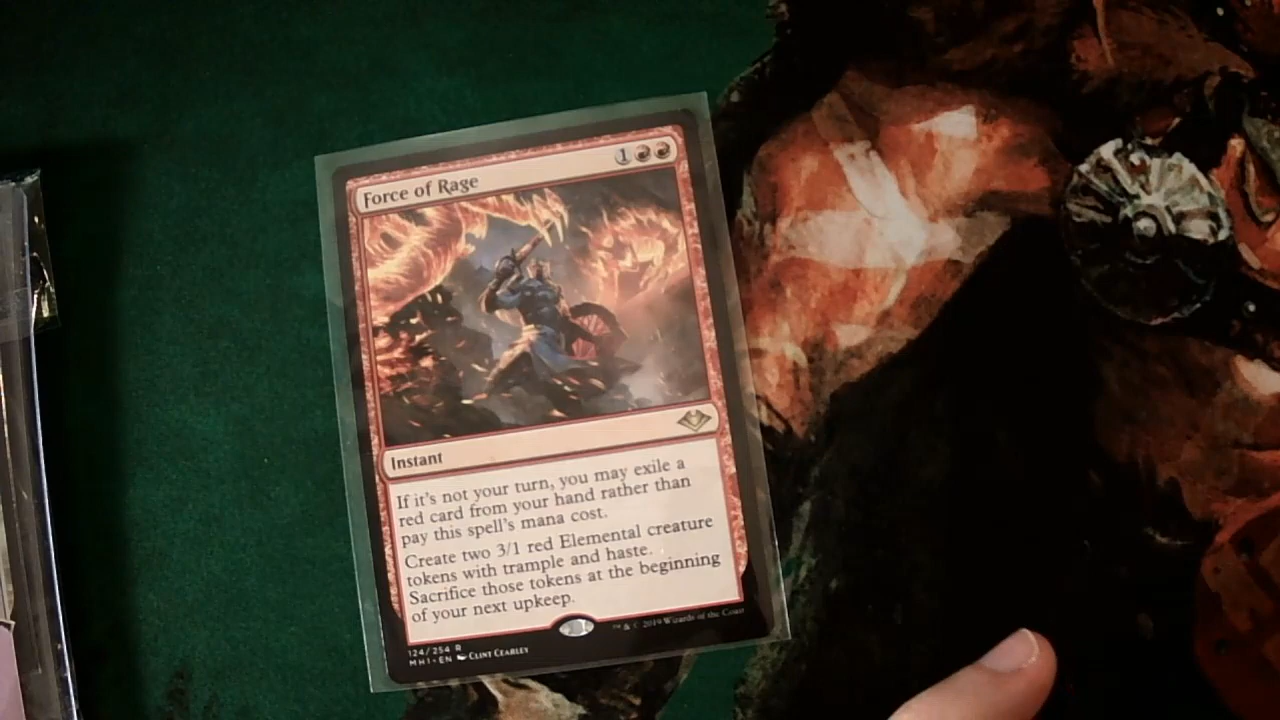 Force of Rage
1
Instant
If it's not your turn, you may exile a
red card from your hand rather than
pay this spell's mana cost.
Create two 3/1 red Elemental creature
tokens with trample and haste.
Sacrifice those tokens at the beginning
of your next upkeep.
124/254 R
MH1 • EN Clint Cearley
™ & © 2019 Wizards of the Coast